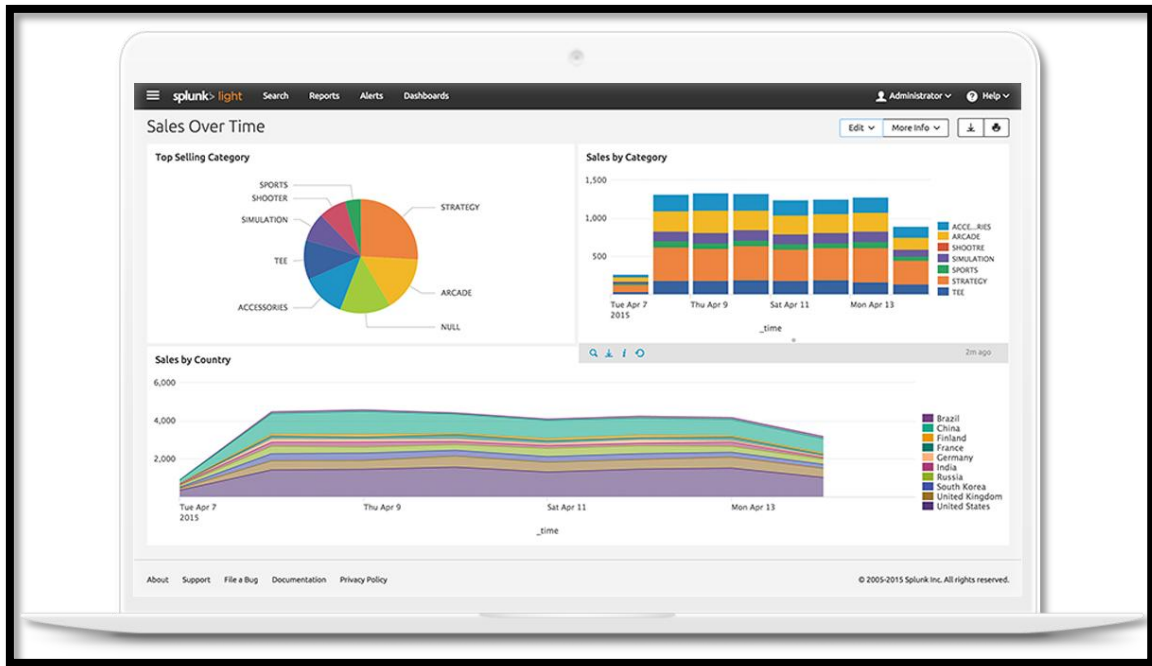 splunk> light Search Reports Alerts Dashboards Administrator Help
Sales Over Time
Edit More Info
Top Selling Category
SPORTS
SHOOTER
SIMULATION
TEE
ACCESSORIES
STRATEGY
ARCADE
NULL
Sales by Category
1,500
1,000
500
Tue Apr 7 Thu Apr 9 Sat Apr 11 Mon Apr 13
2015
_time
ACCE...RIES
ARCADE
SHOOTRE
SIMULATION
SPORTS
STRATEGY
TEE
2m ago
Sales by Country
6,000
4,000
2,000
Tue Apr 7 Thu Apr 9 Sat Apr 11 Mon Apr 13
2015
_time
Brazil
China
Finland
France
Germany
India
Russia
South Korea
United Kingdom
United States
About Support File a Bug Documentation Privacy Policy © 2005-2015 Splunk Inc. All rights reserved.